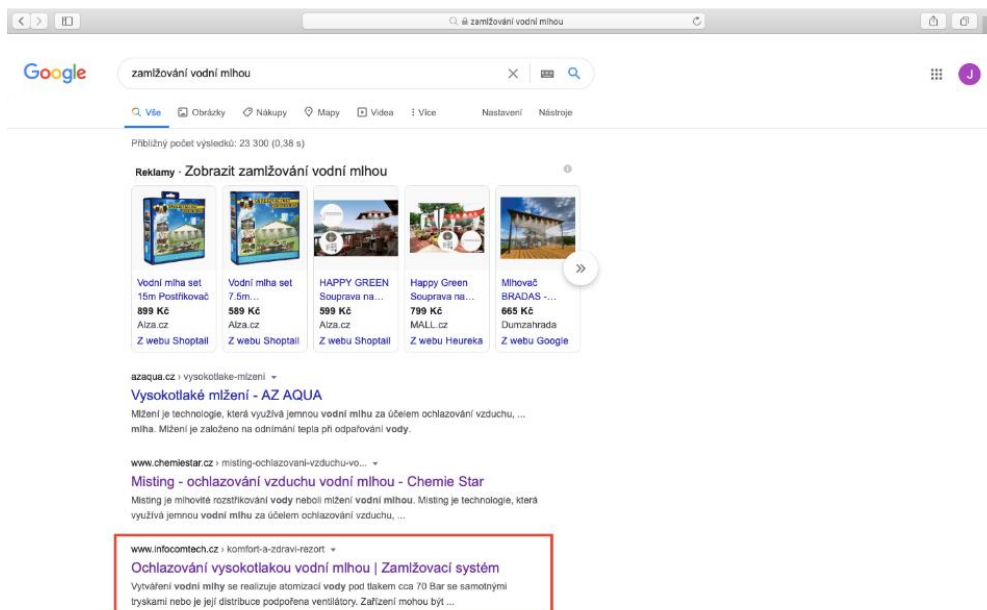 zamlžování vodní mlhou
Google
zamlžování vodní mlhou
J
Vše Obrázky Nákupy Mapy Videa Více Nastavení Nástroje
Přibližný počet výsledků: 23 300 (0,38 s)
Reklamy · Zobrazit zamlžování vodní mlhou
Vodní mlha set
15m Postřikovač
899 Kč
Alza.cz
Z webu Shoptail
Vodní mlha set
7.5m...
589 Kč
Alza.cz
Z webu Shoptail
HAPPY GREEN
Souprava na...
599 Kč
Alza.cz
Z webu Shoptail
Happy Green
Souprava na...
799 Kč
MALL.cz
Z webu Heureka
Mlhovač
BRADAS -...
665 Kč
Dumzahrada
Z webu Google
azaqua.cz › vysokotlake-mlzeni
Vysokotlaké mlžení - AZ AQUA
Mlžení je technologie, která využívá jemnou vodní mlhu za účelem ochlazování vzduchu, ...
mlha. Mlžení je založeno na odnímání tepla při odpařování vody.
www.chemiestar.cz › misting-ochlazovani-vzduchu-vo...
Misting - ochlazování vzduchu vodní mlhou - Chemie Star
Misting je mlhovité rozstřikování vody neboli mlžení vodní mlhou. Misting je technologie, která
využívá jemnou vodní mlhu za účelem ochlazování vzduchu, ...
www.infocomtech.cz › komfort-a-zdravi-rezort
Ochlazování vysokotlakou vodní mlhou | Zamlžovací systém
Vytváření vodní mlhy se realizuje atomizací vody pod tlakem cca 70 Bar se samotnými
tryskami nebo je její distribuce podpořena ventilátory. Zařízení mohou být ...